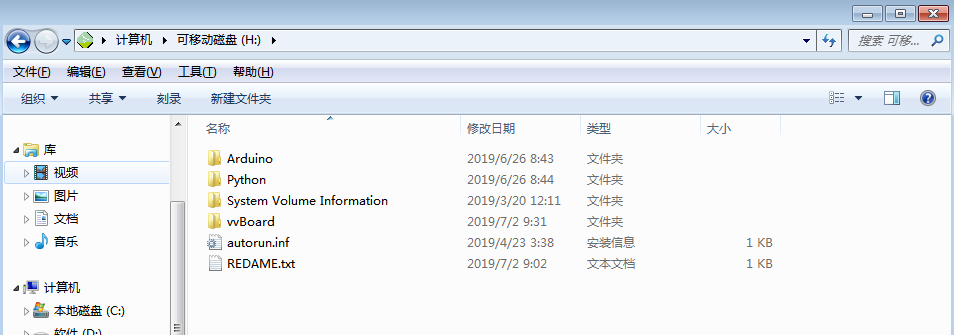 计算机 可移动磁盘 (H:) 搜索 可移...
文件(F) 编辑(E) 查看(V) 工具(T) 帮助(H)
组织 共享 刻录 新建文件夹
库
视频
图片
文档
音乐
计算机
本地磁盘 (C:)
软件 (D:)
名称 修改日期 类型 大小
Arduino 2019/6/26 8:43 文件夹
Python 2019/6/26 8:44 文件夹
System Volume Information 2019/3/20 12:11 文件夹
vvBoard 2019/7/2 9:31 文件夹
autorun.inf 2019/4/23 3:38 安装信息 1 KB
REDAME.txt 2019/7/2 9:02 文本文档 1 KB